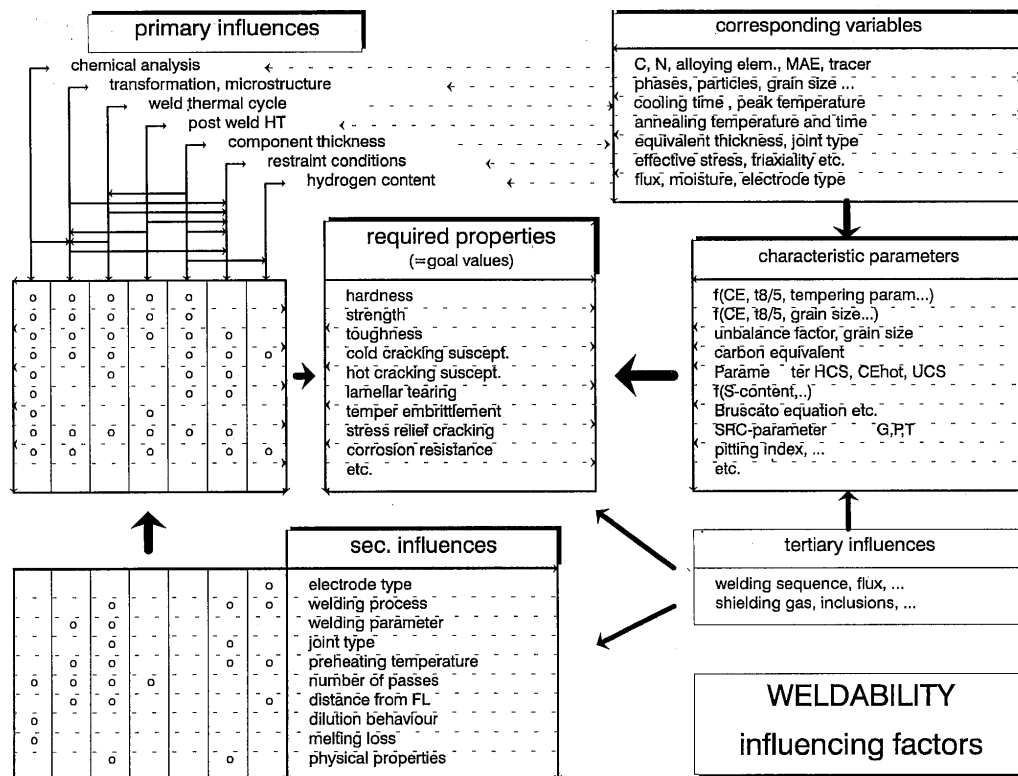 primary influences
chemical analysis
transformation, microstructure
weld thermal cycle
post weld HT
component thickness
restraint conditions
hydrogen content
corresponding variables
C, N, alloying elem., MAE, tracer
phases, particles, grain size ...
cooling time , peak temperature
annealing temperature and time
equivalent thickness, joint type
effective stress, friaxiality etc.
flux, moisture, electrode type
required properties
(=goal values)
hardness
strength
toughness
cold cracking suscept.
hot cracking suscept.
lamellar tearing
temper embrittlement
stress relief cracking
corrosion resistance
etc.
characteristic parameters
f(CE, t8/5, tempering param...)
f(CE, t8/5, grain size...)
unbalance factor, grain size
carbon equivalent
Parame ter HCS, CEhot, UCS
f(S-content,..)
Bruscato equation etc.
SRC-parameter G,P,T
pitting index, ...
etc.
o o o o o
o o o o o
o o o o o o
o o o o o o
o o o o o
o o o o
o o o
o o o o o o
o o o o o o o
sec. influences
electrode type
welding process
welding parameter
joint type
preheating temperature
number of passes
distance from FL
dilution behaviour
melting loss
physical properties
o
o o o
o o
o o
o o o o
o o o o
o o o
o
o
o o
tertiary influences
welding sequence, flux, ...
shielding gas, inclusions, ...
WELDABILITY
influencing factors